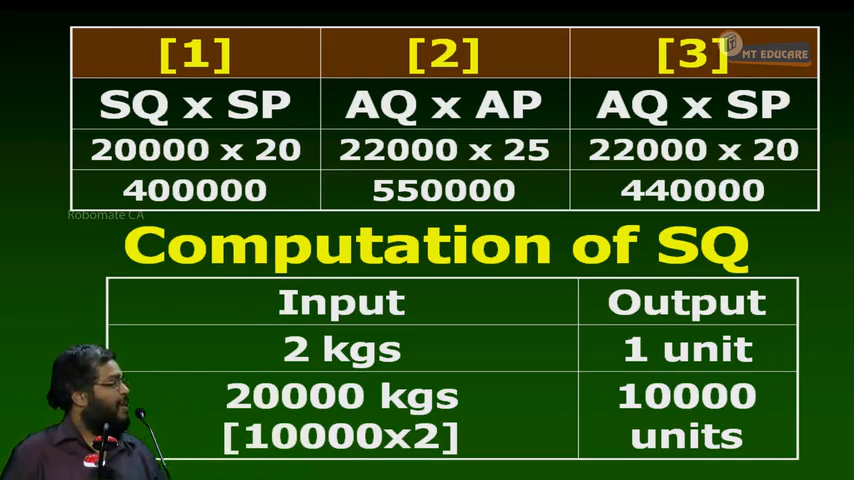 [1] [2] [3]
MT EDUCARE
SQ x SP AQ x AP AQ x SP
20000 x 20 22000 x 25 22000 x 20
400000 550000 440000
Robomate CA
Computation of SQ
Input Output
2 kgs 1 unit
20000 kgs 10000
[10000x2] units